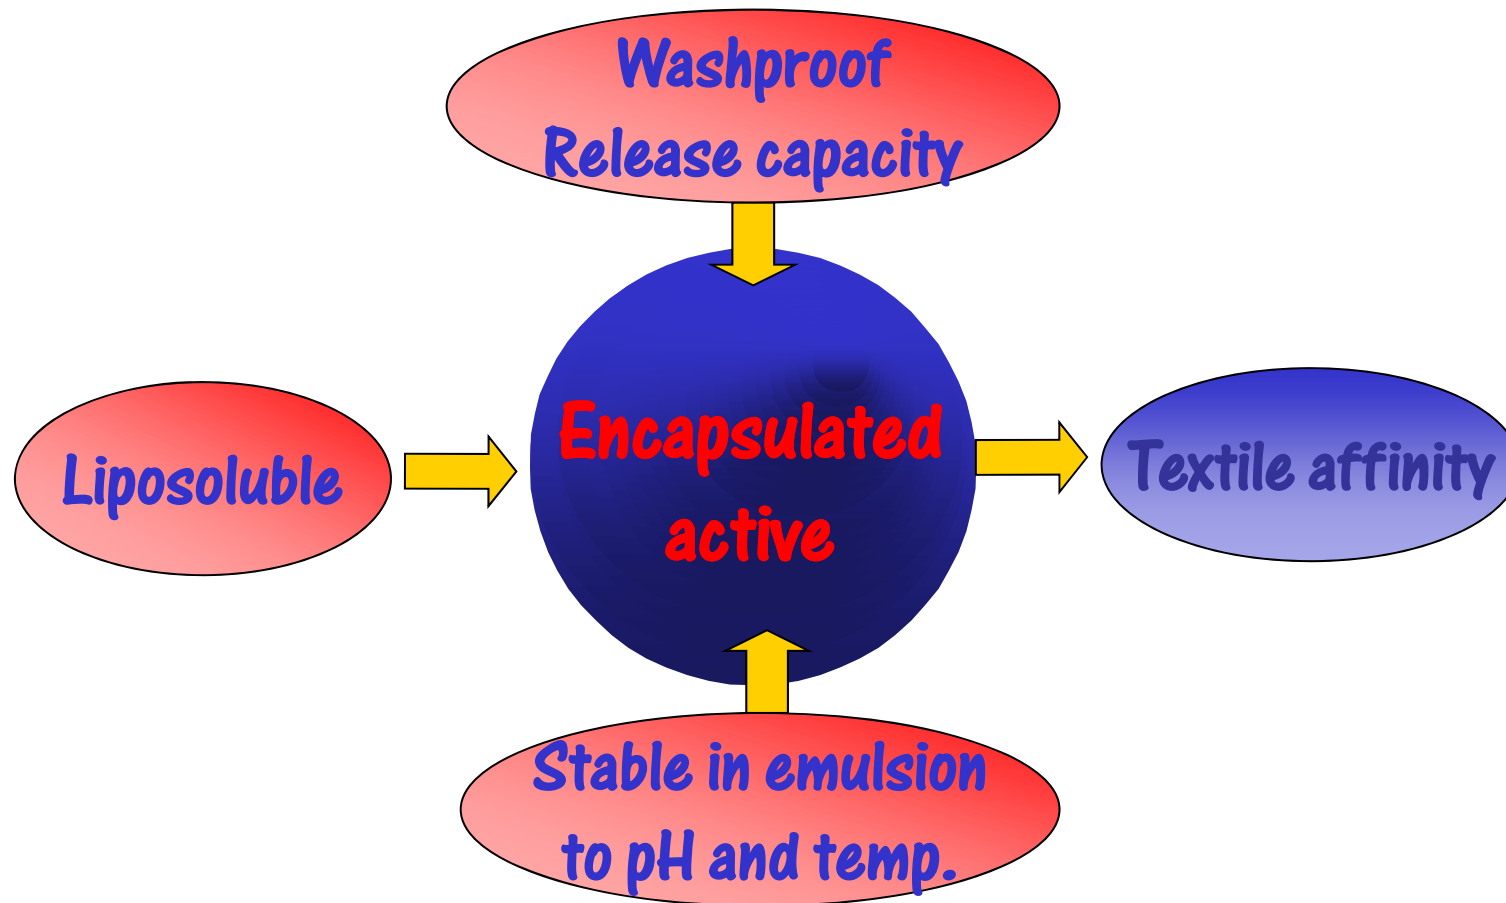 Washproof
Release capacity
Liposoluble
Encapsulated
active
Textile affinity
Stable in emulsion
to pH and temp.